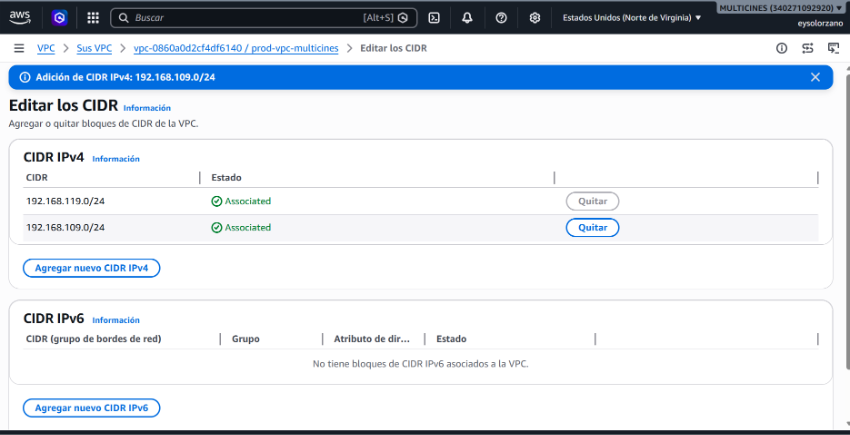 aws
Buscar [Alt+S] Estados Unidos (Norte de Virginia) ▼ MULTICINES (540271092920) ▼
eysolorzano
VPC > Sus VPC > vpc-0860a0d2cf4df6140 / prod-vpc-multicines > Editar los CIDR
Adición de CIDR IPv4: 192.168.109.0/24
Editar los CIDR Información
Agregar o quitar bloques de CIDR de la VPC.
CIDR IPv4 Información
CIDR Estado
192.168.119.0/24 Associated Quitar
192.168.109.0/24 Associated Quitar
Agregar nuevo CIDR IPv4
CIDR IPv6 Información
CIDR (grupo de bordes de red) Grupo Atributo de dir... Estado
No tiene bloques de CIDR IPv6 asociados a la VPC.
Agregar nuevo CIDR IPv6